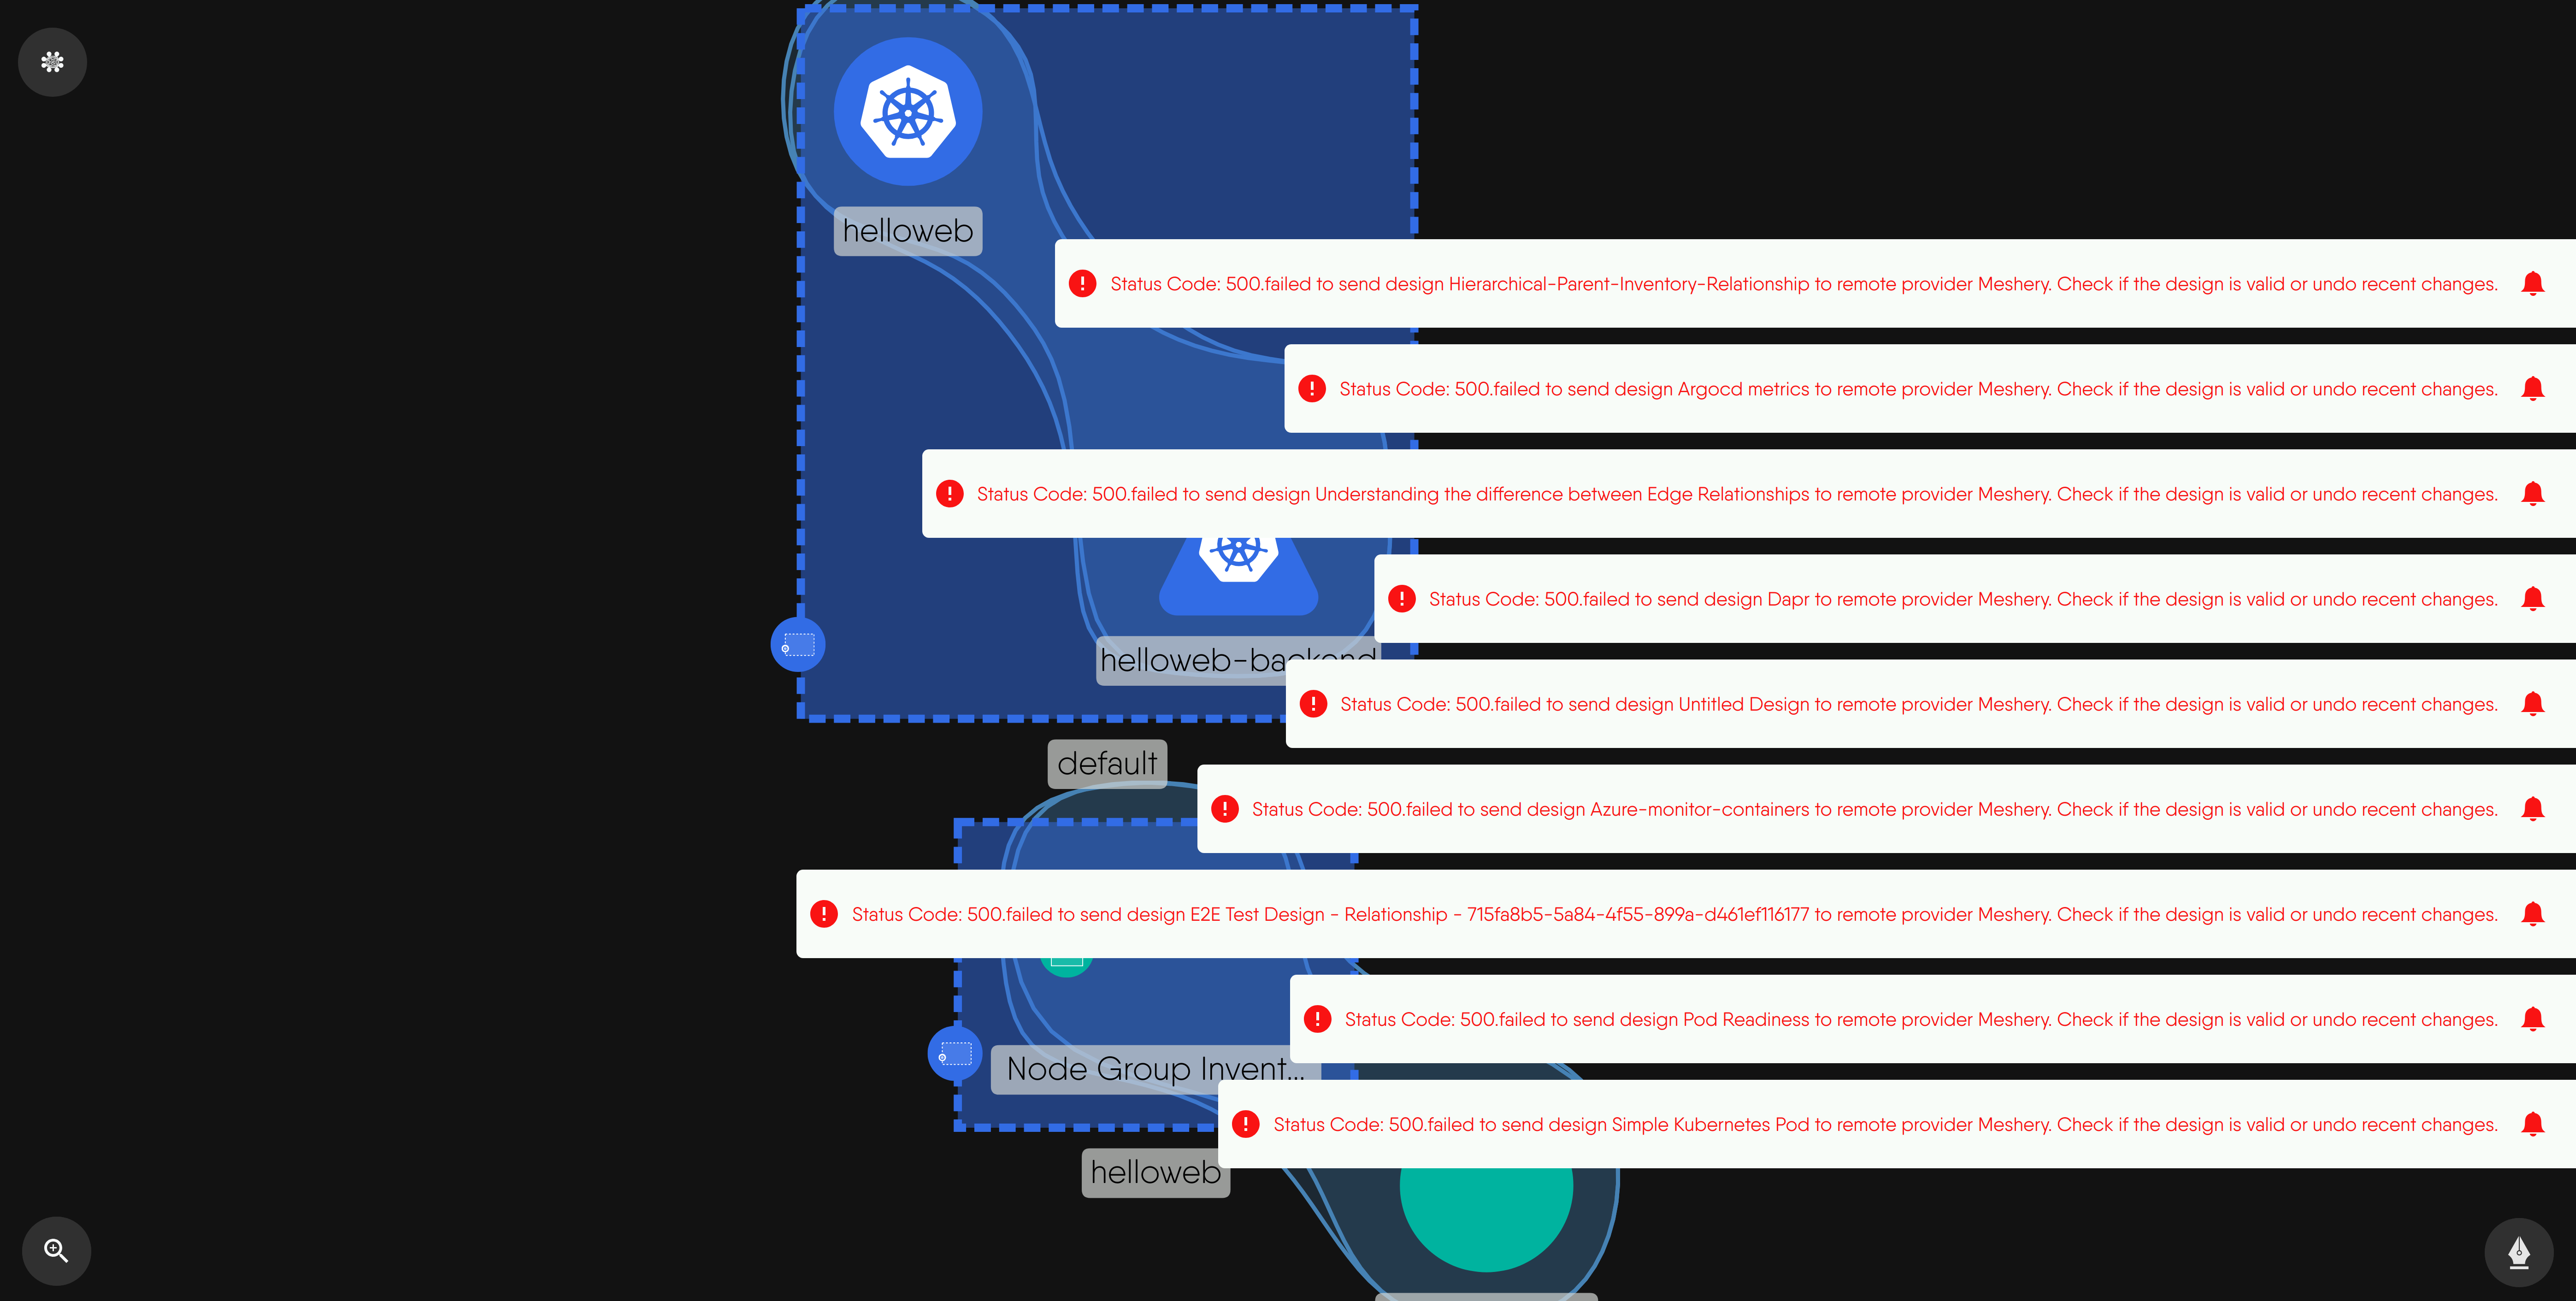 helloweb
Status Code: 500.failed to send design Hierarchical-Parent-Inventory-Relationship to remote provider Meshery. Check if the design is valid or undo recent changes.
Status Code: 500.failed to send design Argocd metrics to remote provider Meshery. Check if the design is valid or undo recent changes.
Status Code: 500.failed to send design Understanding the difference between Edge Relationships to remote provider Meshery. Check if the design is valid or undo recent changes.
Status Code: 500.failed to send design Dapr to remote provider Meshery. Check if the design is valid or undo recent changes.
helloweb-backend
Status Code: 500.failed to send design Untitled Design to remote provider Meshery. Check if the design is valid or undo recent changes.
default
Status Code: 500.failed to send design Azure-monitor-containers to remote provider Meshery. Check if the design is valid or undo recent changes.
Status Code: 500.failed to send design E2E Test Design - Relationship - 715fa8b5-5a84-4f55-899a-d461ef116177 to remote provider Meshery. Check if the design is valid or undo recent changes.
Status Code: 500.failed to send design Pod Readiness to remote provider Meshery. Check if the design is valid or undo recent changes.
Node Group Invent...
Status Code: 500.failed to send design Simple Kubernetes Pod to remote provider Meshery. Check if the design is valid or undo recent changes.
helloweb